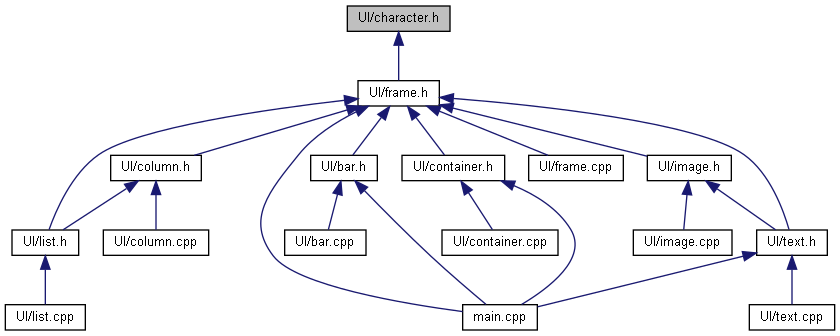 UI/character.h
UI/frame.h
UI/column.h
UI/bar.h
UI/container.h
UI/frame.cpp
UI/image.h
UI/list.h
UI/column.cpp
UI/bar.cpp
UI/container.cpp
UI/image.cpp
UI/text.h
UI/list.cpp
main.cpp
UI/text.cpp